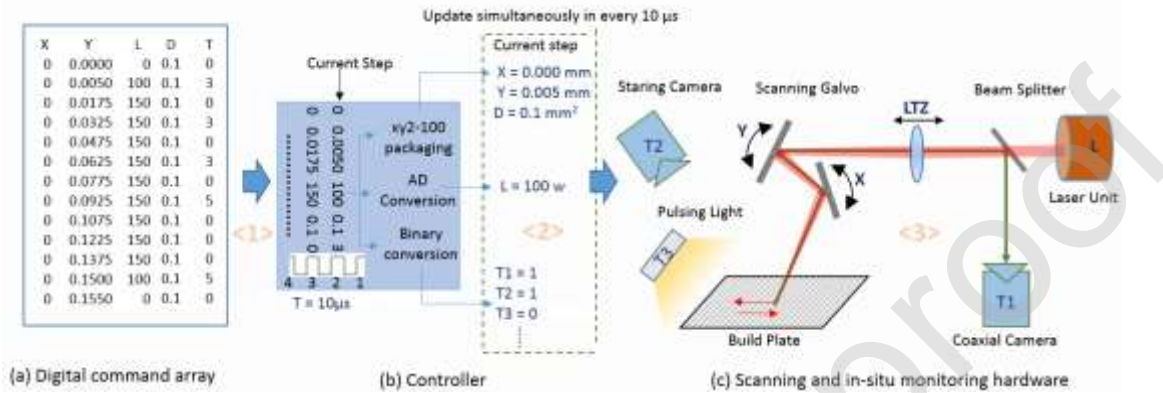 Update simultaneously in every 10 µs
X Y L D T
0 0.0000 0 0.1 0
0 0.0050 100 0.1 3
0 0.0175 150 0.1 0
0 0.0325 150 0.1 3
0 0.0475 150 0.1 0
0 0.0625 150 0.1 3
0 0.0775 150 0.1 0
0 0.0925 150 0.1 5
0 0.1075 150 0.1 0
0 0.1225 150 0.1 0
0 0.1375 150 0.1 0
0 0.1500 100 0.1 5
0 0.1550 0 0.1 0
<1>
(a) Digital command array
Current Step
0 0.0050 100 0.1 3
0 0.0175 150 0.1 0
4 3 2 1
T = 10µs
xy2-100
packaging
AD
Conversion
Binary
conversion
(b) Controller
Current step
X = 0.000 mm
Y = 0.005 mm
D = 0.1 mm²
L = 100 w
<2>
T1 = 1
T2 = 1
T3 = 0
Staring Camera
T2
Scanning Galvo
Y
X
LTZ
Beam Splitter
L
Laser Unit
Pulsing Light
T3
<3>
Build Plate
T1
Coaxial Camera
(c) Scanning and in-situ monitoring hardware
proof